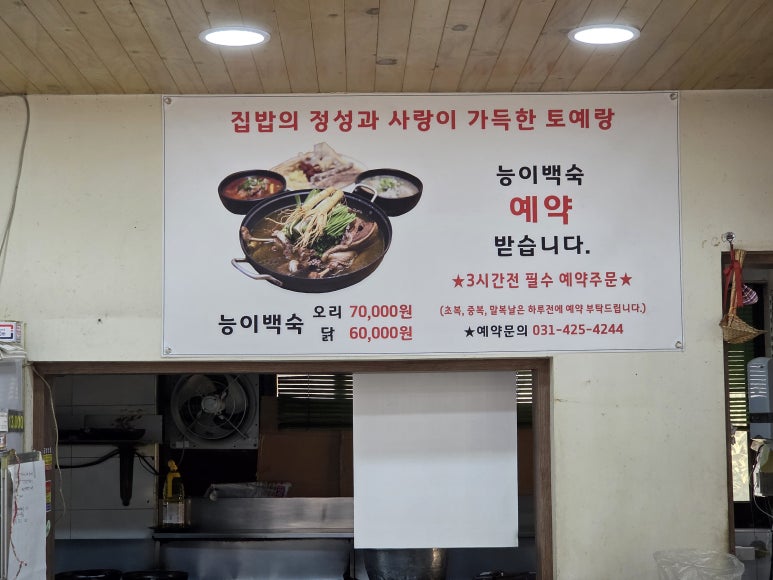 집밥의 정성과 사랑이 가득한 토예랑
능이백숙
예약
받습니다.
★3시간전 필수 예약주문★
(초복, 중복, 말복날은 하루전에 예약 부탁드립니다.)
★예약문의 031-425-4244
능이백숙 오리 70,000원
닭 60,000원